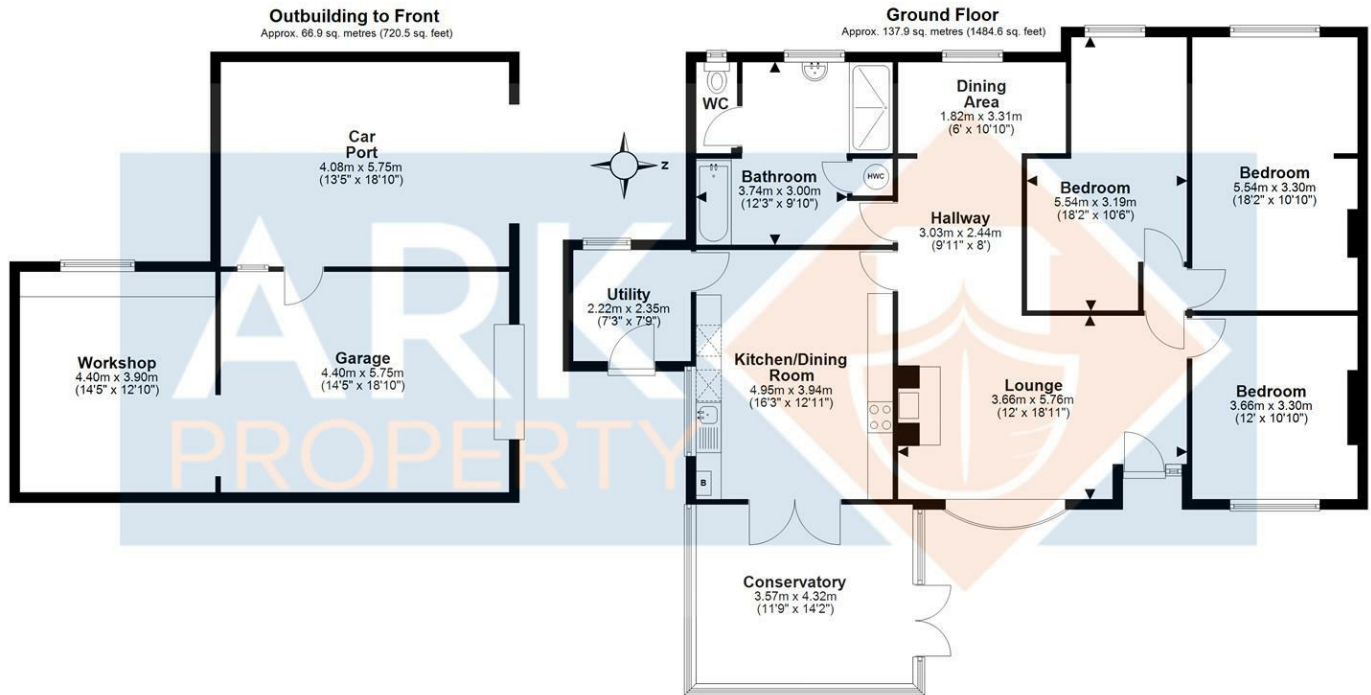 Outbuilding to Front
Approx. 66.9 sq. metres (720.5 sq. feet)
Car
Port
4.08m x 5.75m
(13'5" x 18'10")
Workshop
4.40m x 3.90m
(14'5" x 12'10")
Garage
4.40m x 5.75m
(14'5" x 18'10")
Z
Ground Floor
Approx. 137.9 sq. metres (1484.6 sq. feet)
WC
Bathroom
3.74m x 3.00m
(12'3" x 9'10")
HWC
Dining
Area
1.82m x 3.31m
(6' x 10'10")
Hallway
3.03m x 2.44m
(9'11" x 8')
Bedroom
5.54m x 3.19m
(18'2" x 10'6")
Bedroom
5.54m x 3.30m
(18'2" x 10'10")
Utility
2.22m x 2.35m
(7'3" x 7'9")
Kitchen/Dining
Room
4.95m x 3.94m
(16'3" x 12'11")
B
Lounge
3.66m x 5.76m
(12' x 18'11")
Bedroom
3.66m x 3.30m
(12' x 10'10")
Conservatory
3.57m x 4.32m
(11'9" x 14'2")
ARK
PROPERTY